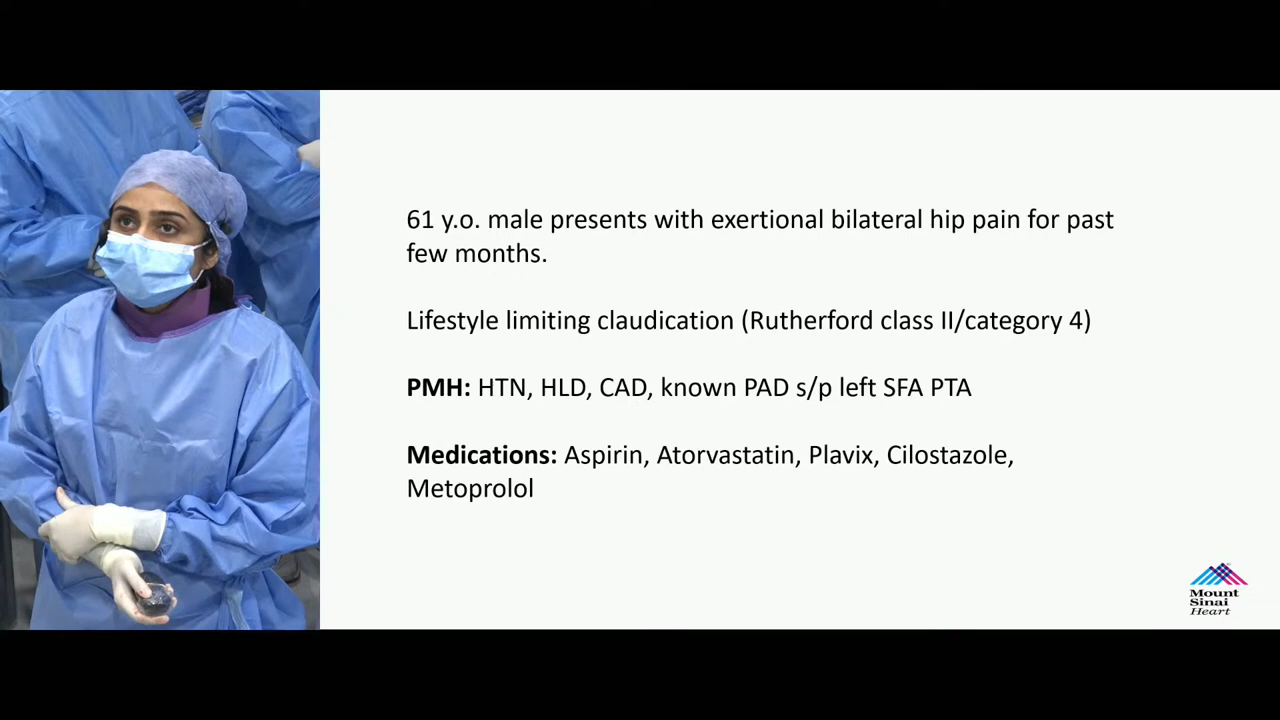 61 y.o. male presents with exertional bilateral hip pain for past
few months.
Lifestyle limiting claudication (Rutherford class II/category 4)
PMH: HTN, HLD, CAD, known PAD s/p left SFA PTA
Medications: Aspirin, Atorvastatin, Plavix, Cilostazole,
Metoprolol
Mount
Sinai
Heart